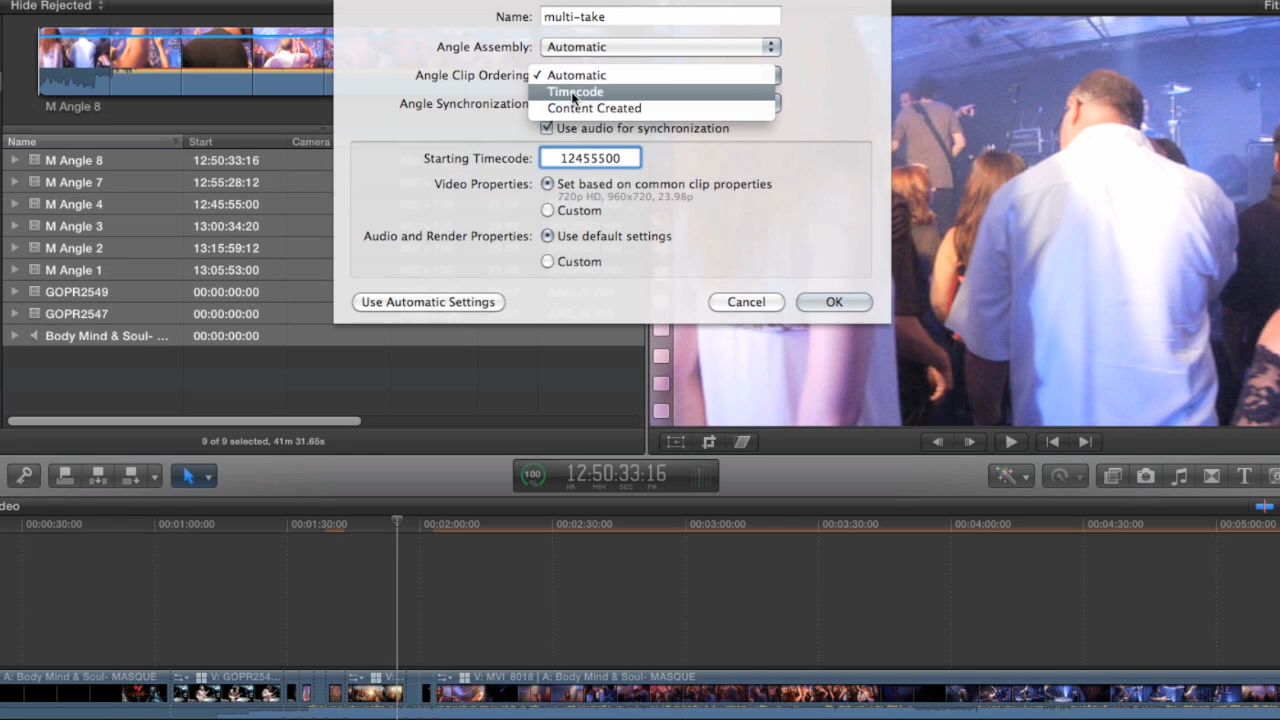 Hide Rejected
Fit:
Name: multi-take
Angle Assembly: Automatic
Angle Clip Ordering ✓ Automatic
Timecode
Content Created
Angle Synchronization
Use audio for synchronization
M Angle 8
Name Start Camera
M Angle 8 12:50:33:16
M Angle 7 12:55:28:12
M Angle 4 12:45:55:00
M Angle 3 13:00:34:20
M Angle 2 13:15:59:12
M Angle 1 13:05:53:00
GOPR2549 00:00:00:00
GOPR2547 00:00:00:00
Body Mind & Soul- ... 00:00:00:00
Starting Timecode: 12455500
Video Properties: Set based on common clip properties
720p HD, 960x720, 23.98p
Custom
Audio and Render Properties: Use default settings
Custom
Use Automatic Settings Cancel OK
9 of 9 selected, 41m 31.65s
100 12:50:33:16
HR MIN SEC FR
T
deo
00:00:30:00 00:01:00:00 00:01:30:00 00:02:00:00 00:02:30:00 00:03:00:00 00:03:30:00 00:04:00:00 00:04:30:00 00:05:00:00
A: Body Mind & Soul- MASQUE V: GOPR254... V:... V: MVI_8018 | A: Body Mind & Soul- MASQUE